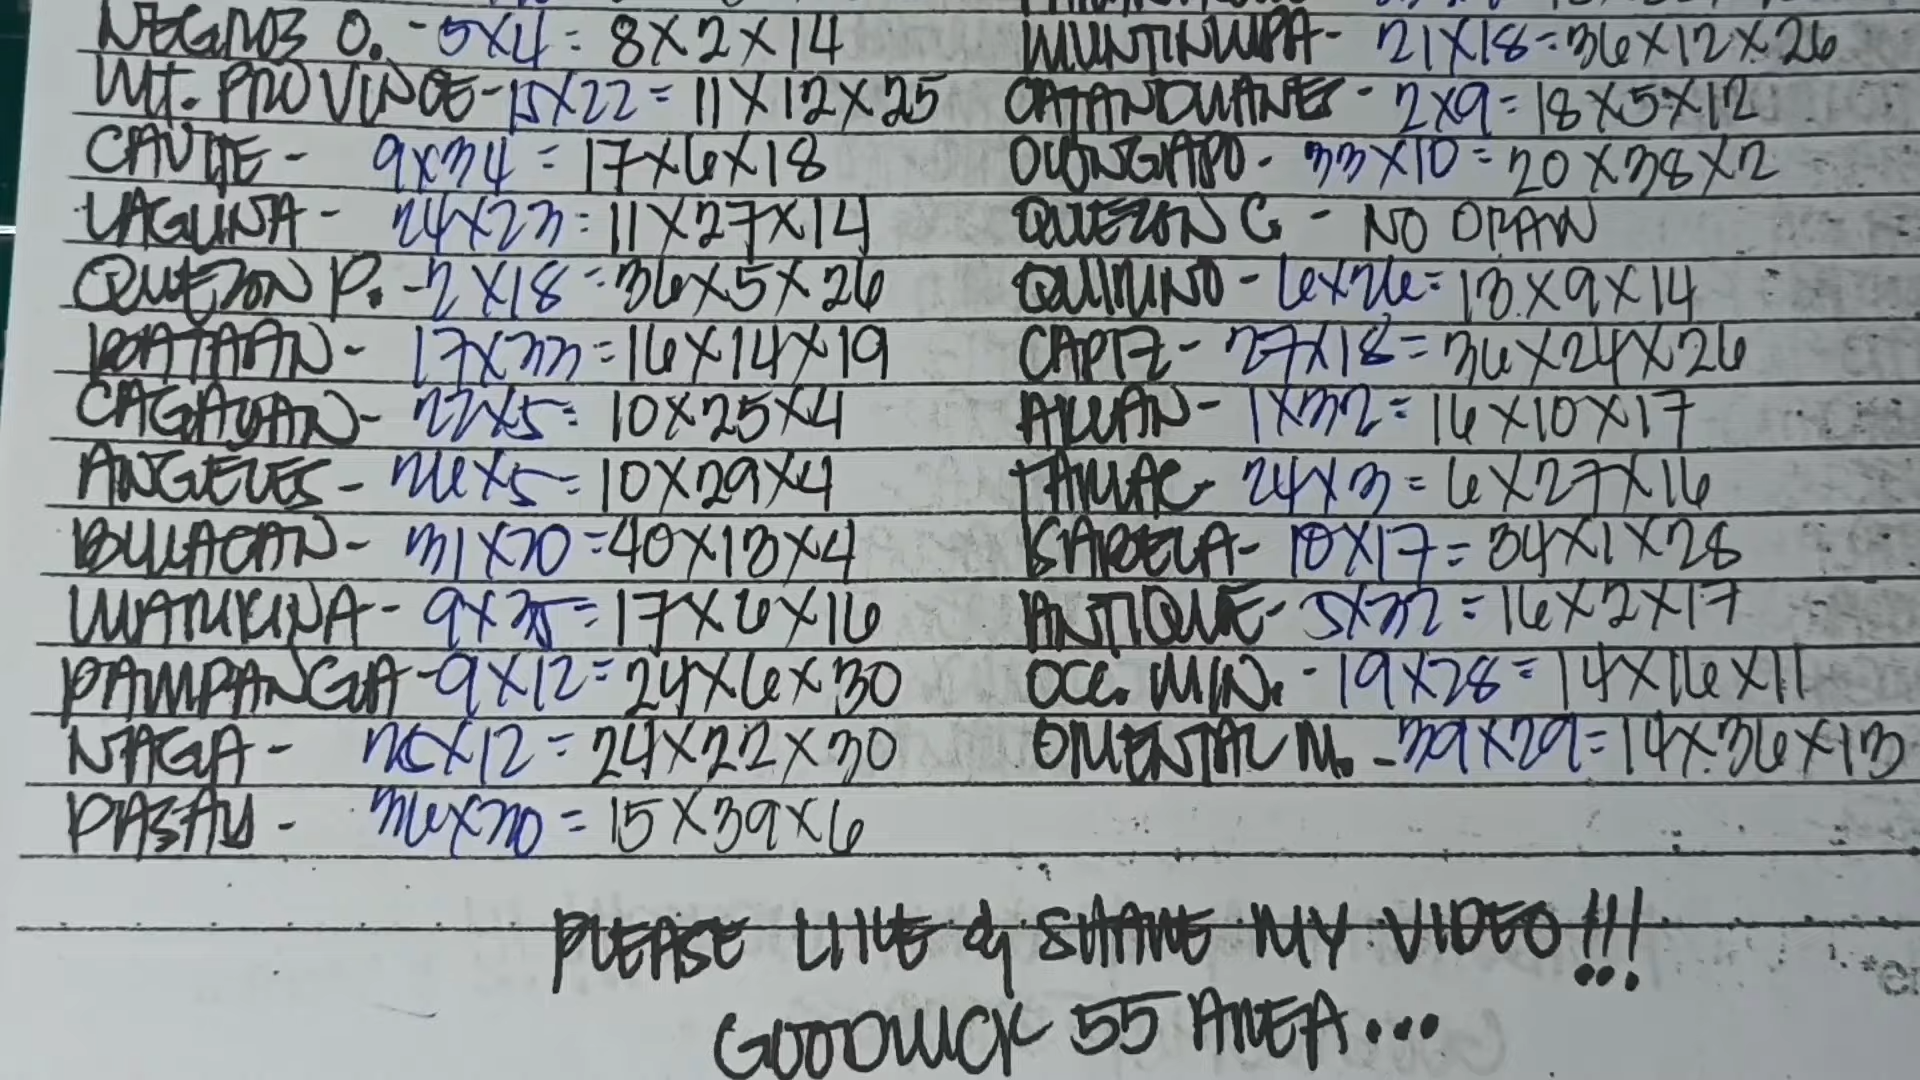 NEGROS O. - 5X4 = 8X2X14
MT. PROVINCE - 15X22 = 11X12X25
CAVITE - 9X34 = 17X6X18
LAGUNA - 24X23 = 11X27X14
QUEZON P. - 2X18 = 36X5X26
BATAAN - 17X33 = 16X14X19
CAGAYAN - 22X5 = 10X25X4
ANGELES - 26X5 = 10X29X4
BULACAN - 31X20 = 40X13X4
MARIKINA - 9X35 = 17X6X16
PAMPANGA - 9X12 = 24X6X30
NAGA - 25X12 = 24X22X30
PASAY - 36X30 = 15X39X6
MUNTINLUPA - 21X18 = 36X12X26
CATANDUANES - 2X9 = 18X5X12
OLONGAPO - 33X10 = 20X38X2
QUEZON C. - NO DRAW
QUIRINO - 6X26 = 13X9X14
CAPIZ - 27X18 = 36X24X26
AKLAN - 1X32 = 16X10X17
TARLAC - 24X3 = 6X27X16
ISABELA - 10X17 = 34X1X28
ANTIQUE - 5X32 = 16X2X17
OCC. MIN. - 19X28 = 14X16X11
ORIENTAL M. - 39X29 = 14X36X13
PLEASE LIKE & SHARE MY VIDEO!!!
GOODLUCK 55 AREA...